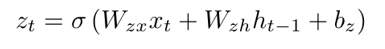 z_t = σ (W_{zx} x_t + W_{zh} h_{t−1} + b_z)